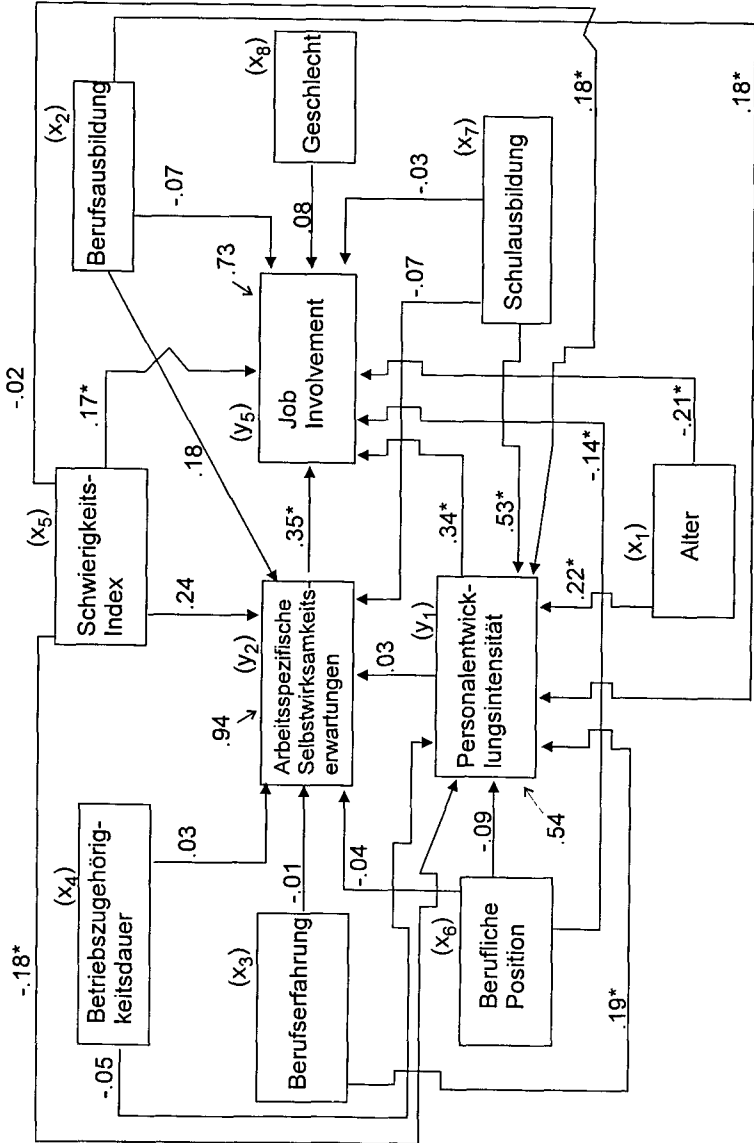 -.02
(x₅)
Schwierigkeits-
Index
(x₂)
Berufsausbildung
(x₄)
Betriebszugehörig-
keitsdauer
-.18*
-.05
.03
.24
.17*
.18
-.07
(x₈)
Geschlecht
.08
(x₃)
Berufserfahrung
-.01
.94
(y₂)
Arbeitsspezifische
Selbstwirksamkeits-
erwartungen
.35*
(y₅)
Job
Involvement
.73
-.03
-.07
(x₇)
Schulausbildung
.18*
-.04
.03
.34*
.53*
(x₆)
Berufliche
Position
-.09
(y₁)
Personalentwick-
lungsintensität
.54
.22*
-.14*
-.21*
(x₁)
Alter
.19*
.18*